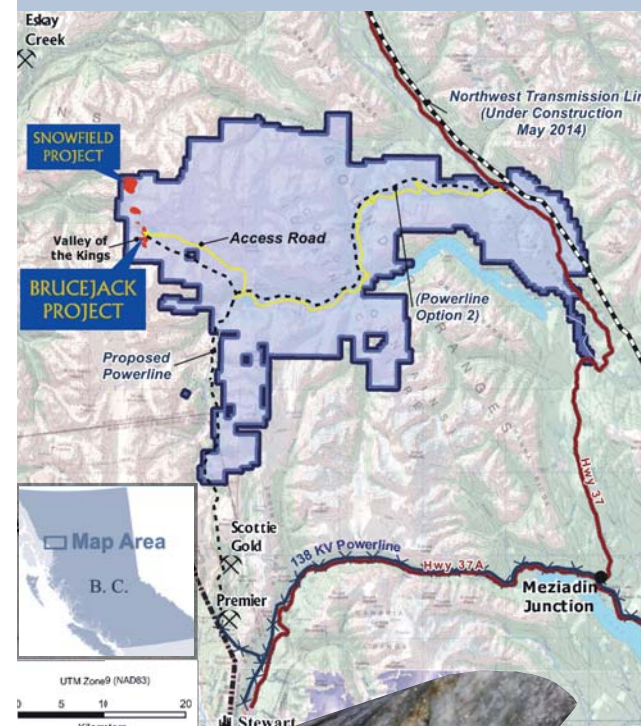 Eskay
Creek
Northwest Transmission Lin
(Under Construction
May 2014)
SNOWFIELD
PROJECT
Access Road
Valley of
the Kings
BRUCEJACK
PROJECT
(Powerline
Option 2)
Proposed
Powerline
RANGES
Hwy 37
Map Area
B. C.
Scottie
Gold
138 KV Powerline
Hwy 37A
Meziadin
Junction
Premier
UTM Zone9 (NAD83)
0 5 10 20
Kilometers
Stewart